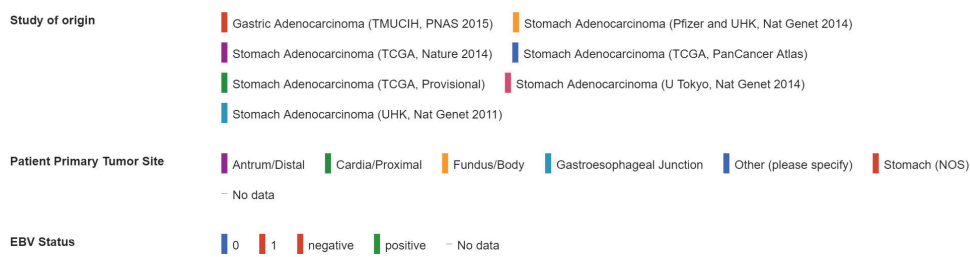 Study of origin Gastric Adenocarcinoma (TMUCIH, PNAS 2015) Stomach Adenocarcinoma (Pfizer and UHK, Nat Genet 2014)
Stomach Adenocarcinoma (TCGA, Nature 2014) Stomach Adenocarcinoma (TCGA, PanCancer Atlas)
Stomach Adenocarcinoma (TCGA, Provisional) Stomach Adenocarcinoma (U Tokyo, Nat Genet 2014)
Stomach Adenocarcinoma (UHK, Nat Genet 2011)
Patient Primary Tumor Site Antrum/Distal Cardia/Proximal Fundus/Body Gastroesophageal Junction Other (please specify) Stomach (NOS)
– No data
EBV Status 0 1 negative positive – No data